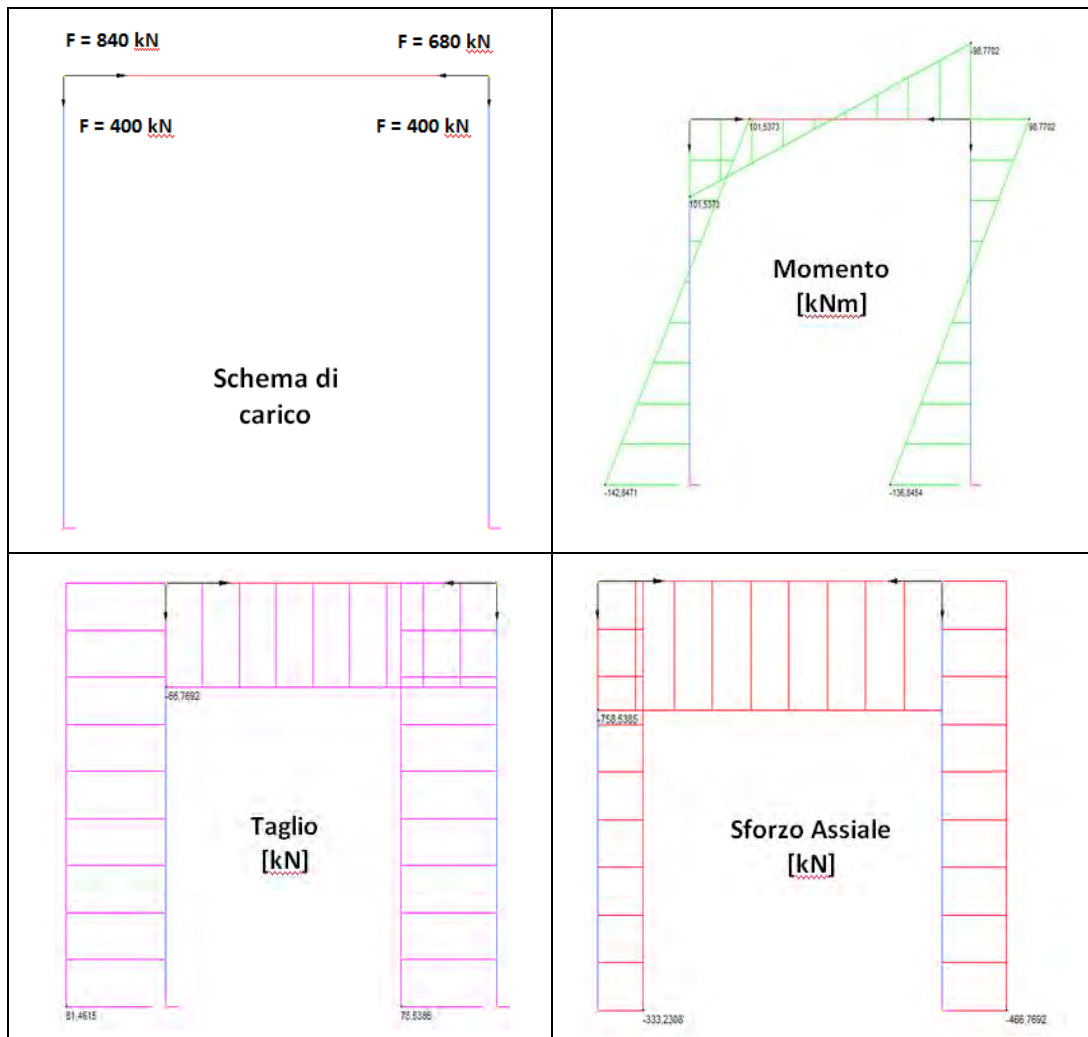 F = 840 kN
F = 680 kN
F = 400 kN
F = 400 kN
Schema di
carico
-98,7702
101,5373
98,7702
101,5373
Momento
[kNm]
-142,8471
-136,8454
-66,7692
Taglio
[kN]
81,4615
78,5385
-758,5385
Sforzo Assiale
[kN]
-333,2308
-466,7692